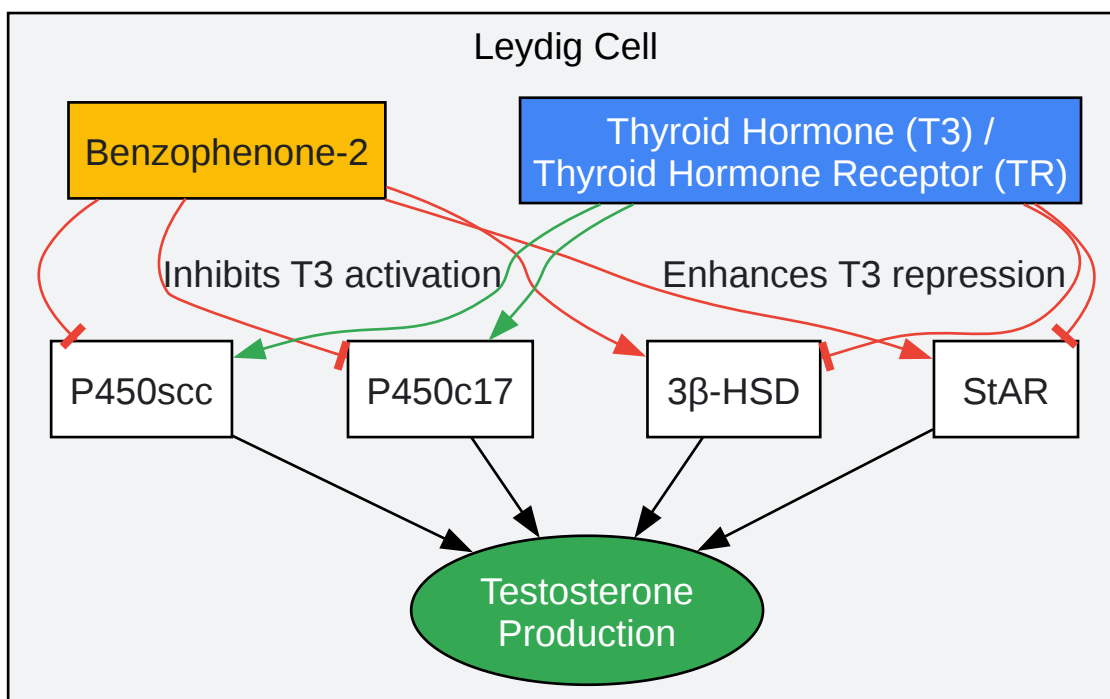 Leydig Cell
Benzophenone-2
Thyroid Hormone (T3) /
Thyroid Hormone Receptor (TR)
Inhibits T3 activation
Enhances T3 repression
P450scc
P450c17
3β-HSD
StAR
Testosterone
Production